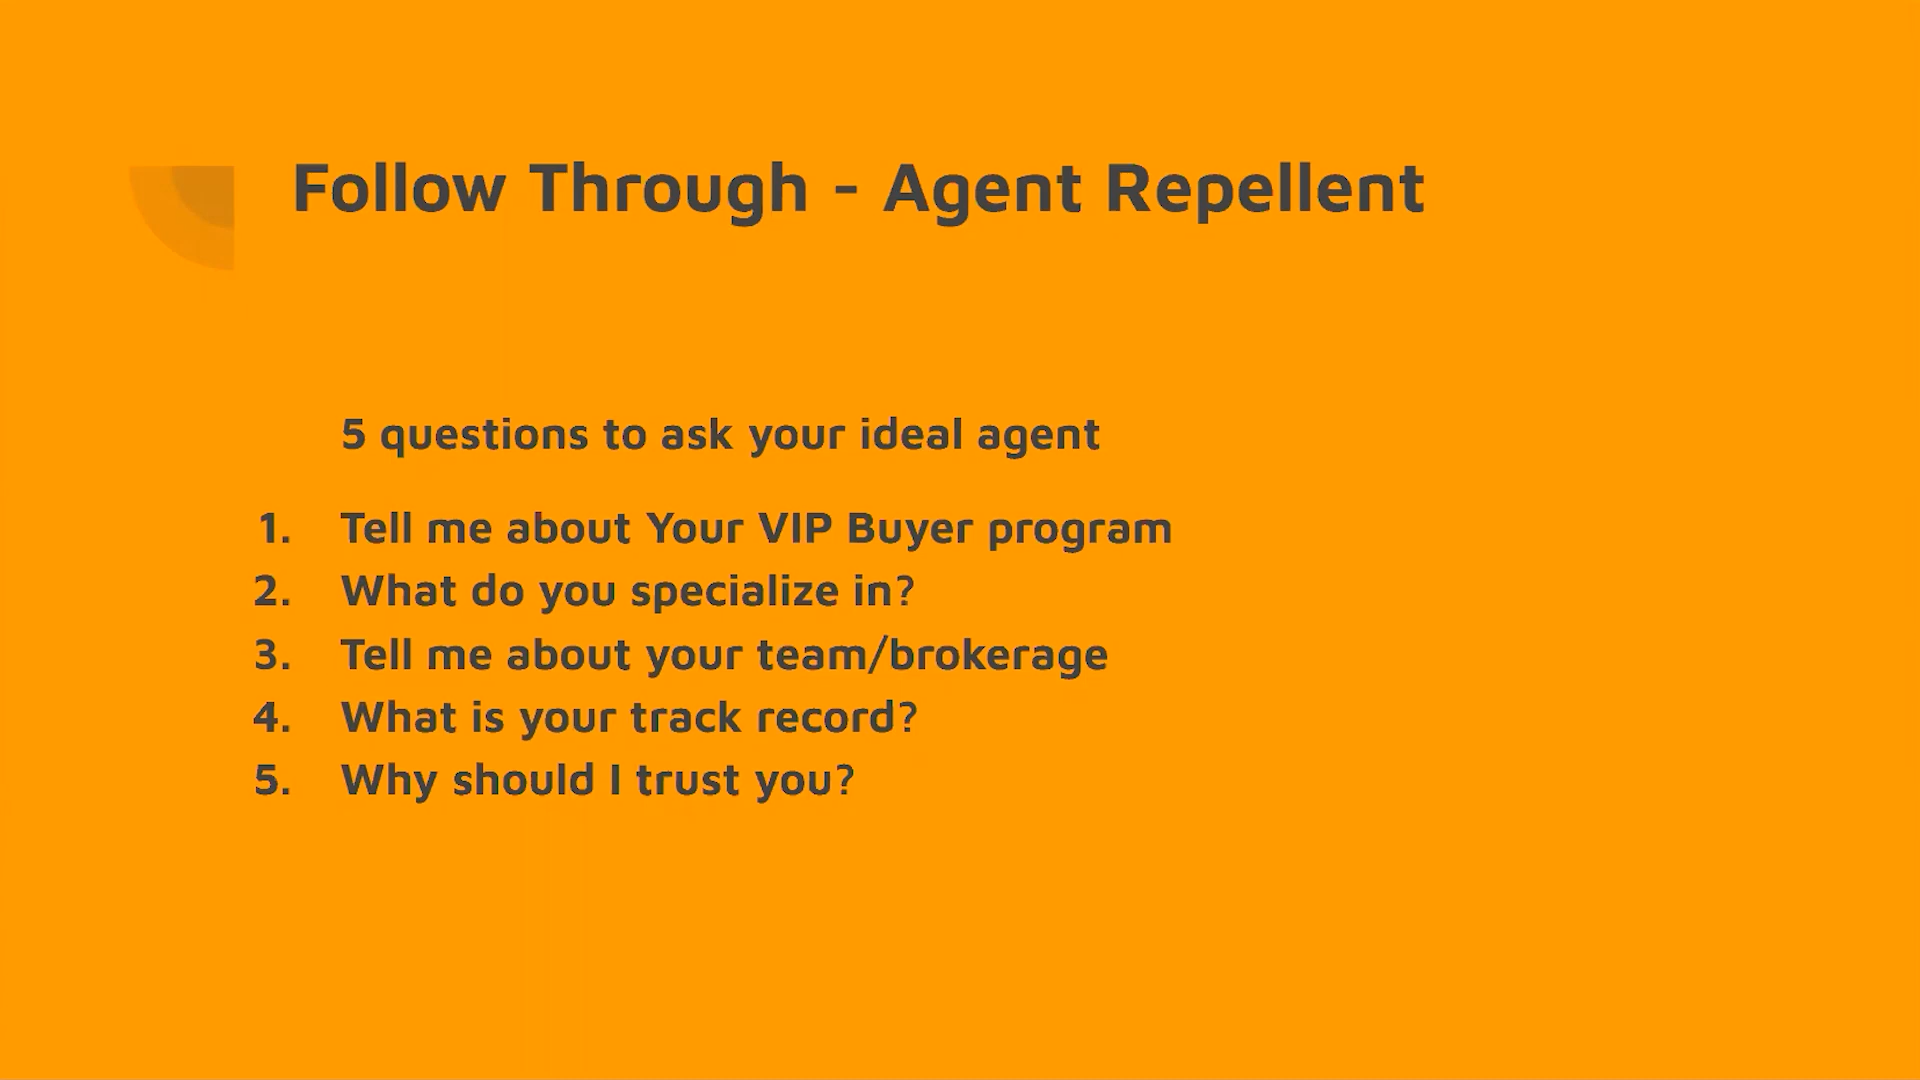 Follow Through - Agent Repellent
5 questions to ask your ideal agent
1. Tell me about Your VIP Buyer program
2. What do you specialize in?
3. Tell me about your team/brokerage
4. What is your track record?
5. Why should I trust you?